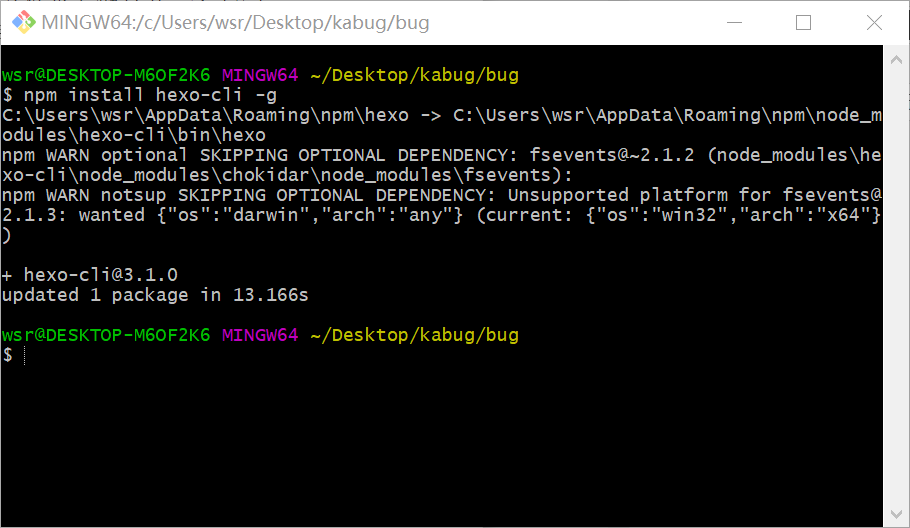 MINGW64:/c/Users/wsr/Desktop/kabug/bug
wsr@DESKTOP-M6OF2K6 MINGW64 ~/Desktop/kabug/bug
$ npm install hexo-cli -g
C:\Users\wsr\AppData\Roaming\npm\hexo -> C:\Users\wsr\AppData\Roaming\npm\node_m
odules\hexo-cli\bin\hexo
npm WARN optional SKIPPING OPTIONAL DEPENDENCY: fsevents@~2.1.2 (node_modules\he
xo-cli\node_modules\chokidar\node_modules\fsevents):
npm WARN notsup SKIPPING OPTIONAL DEPENDENCY: Unsupported platform for fsevents@
2.1.3: wanted {"os":"darwin","arch":"any"} (current: {"os":"win32","arch":"x64"}
)
+ hexo-cli@3.1.0
updated 1 package in 13.166s
wsr@DESKTOP-M6OF2K6 MINGW64 ~/Desktop/kabug/bug
$